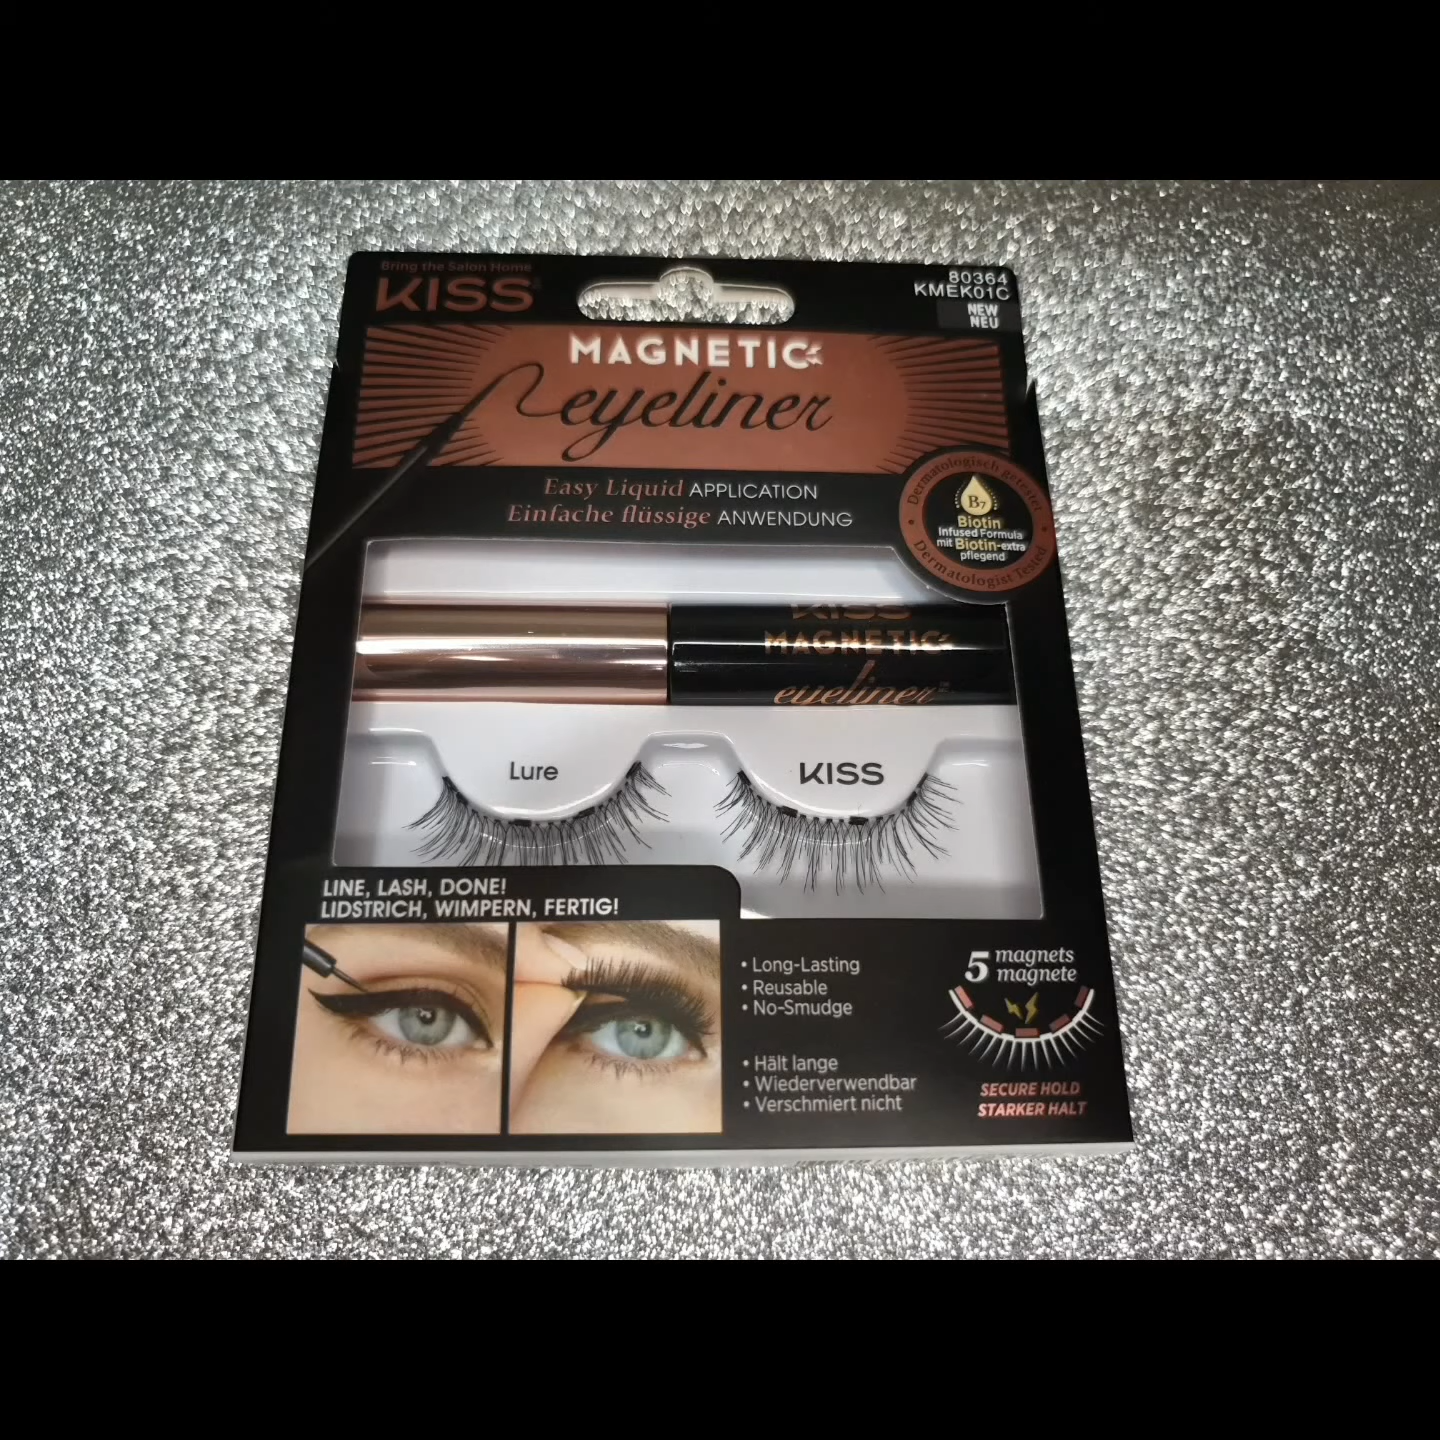 Bring the Salon Home
KISS
80364
KMEK01C
NEW
NEU
MAGNETIC
eyeliner
Easy Liquid APPLICATION
Einfache flüssige ANWENDUNG
Dermatologisch getestet
B7
Biotin
Infused Formula
mit Biotin-extra
pflegend
Dermatologist Tested
KISS
MAGNETIC
eyeliner
Lure
KISS
LINE, LASH, DONE!
LIDSTRICH, WIMPERN, FERTIG!
• Long-Lasting
• Reusable
• No-Smudge
• Hält lange
• Wiederverwendbar
• Verschmiert nicht
5 magnets
magnete
SECURE HOLD
STARKER HALT